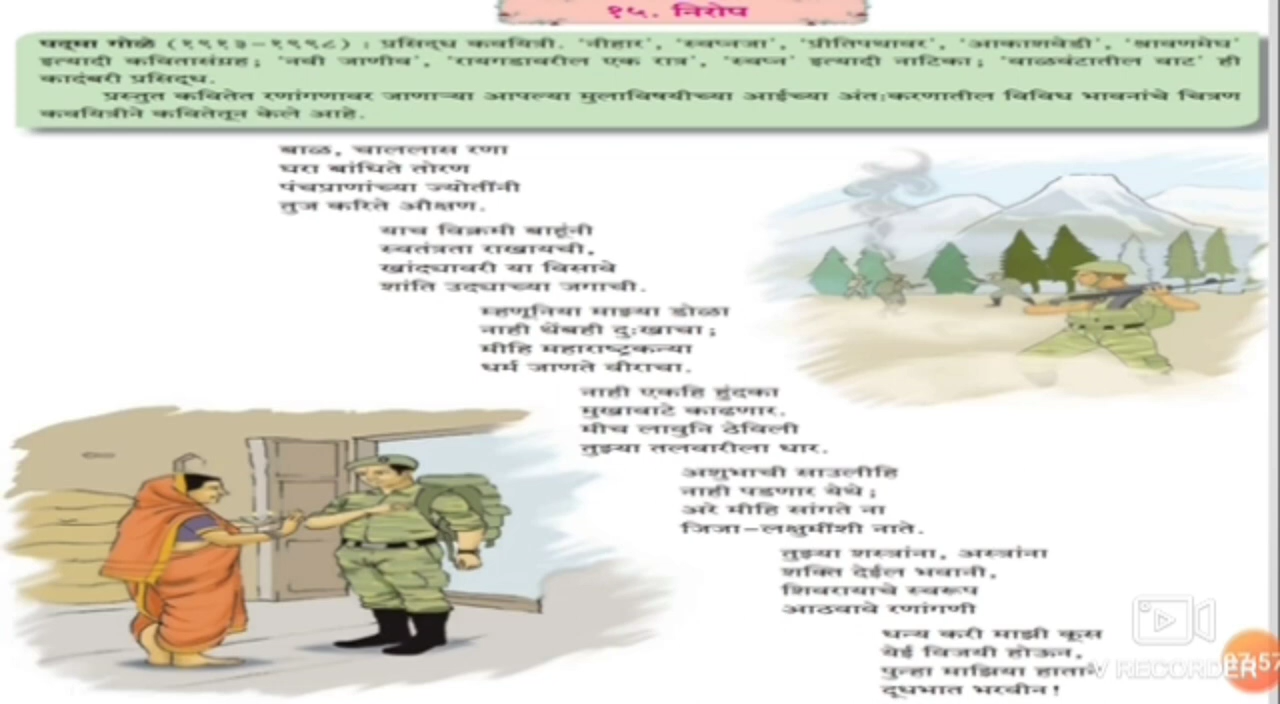 १५. निरोप
पद्मा गोळे (१९१३-१९९८) : प्रसिद्ध कवयित्री. 'नीहार', 'स्वप्नजा', 'प्रीतिपथावर', 'आकाशवेडी', 'श्रावणमेघ'
इत्यादी कवितासंग्रह; 'नवी जाणीव', 'रायगडावरील एक रात्र', 'स्वप्न' इत्यादी नाटिका; 'वाळवंटातील वाट' ही
कादंबरी प्रसिद्ध.
प्रस्तुत कवितेत रणांगणावर जाणाऱ्या आपल्या मुलाविषयीच्या आईच्या अंतःकरणातील विविध भावनांचे चित्रण
कवयित्रीने कवितेतून केले आहे.
बाळ, चाललास रणा
घरा बांधिते तोरण
पंचप्राणांच्या ज्योतींनी
तुज करिते औक्षण.
याच विक्रमी बाहूंनी
स्वतंत्रता राखायची,
खांद्यावरी या विसावे
शांति उद्याच्या जगाची.
म्हणूनिया माझ्या डोळा
नाही थेंबही दुःखाचा;
मीहि महाराष्ट्रकन्या
धर्म जाणते वीराचा.
नाही एकहि हुंदका
मुखावाटे काढणार.
मीच लावुनि ठेविली
तुझ्या तलवारीला धार.
अशुभाची साउलीहि
नाही पडणार येथे;
अरे मीहि सांगते ना
जिजा-लक्षुमींशी नाते.
तुझ्या शस्त्रांना, अस्त्रांना
शक्ति देईल भवानी,
शिवरायाचे स्वरूप
आठवावे रणांगणी
धन्य करी माझी कूस
येई विजयी होऊन,
पुन्हा माझिया हातान
दूधभात भरवीन!
V RECORDER
07:57